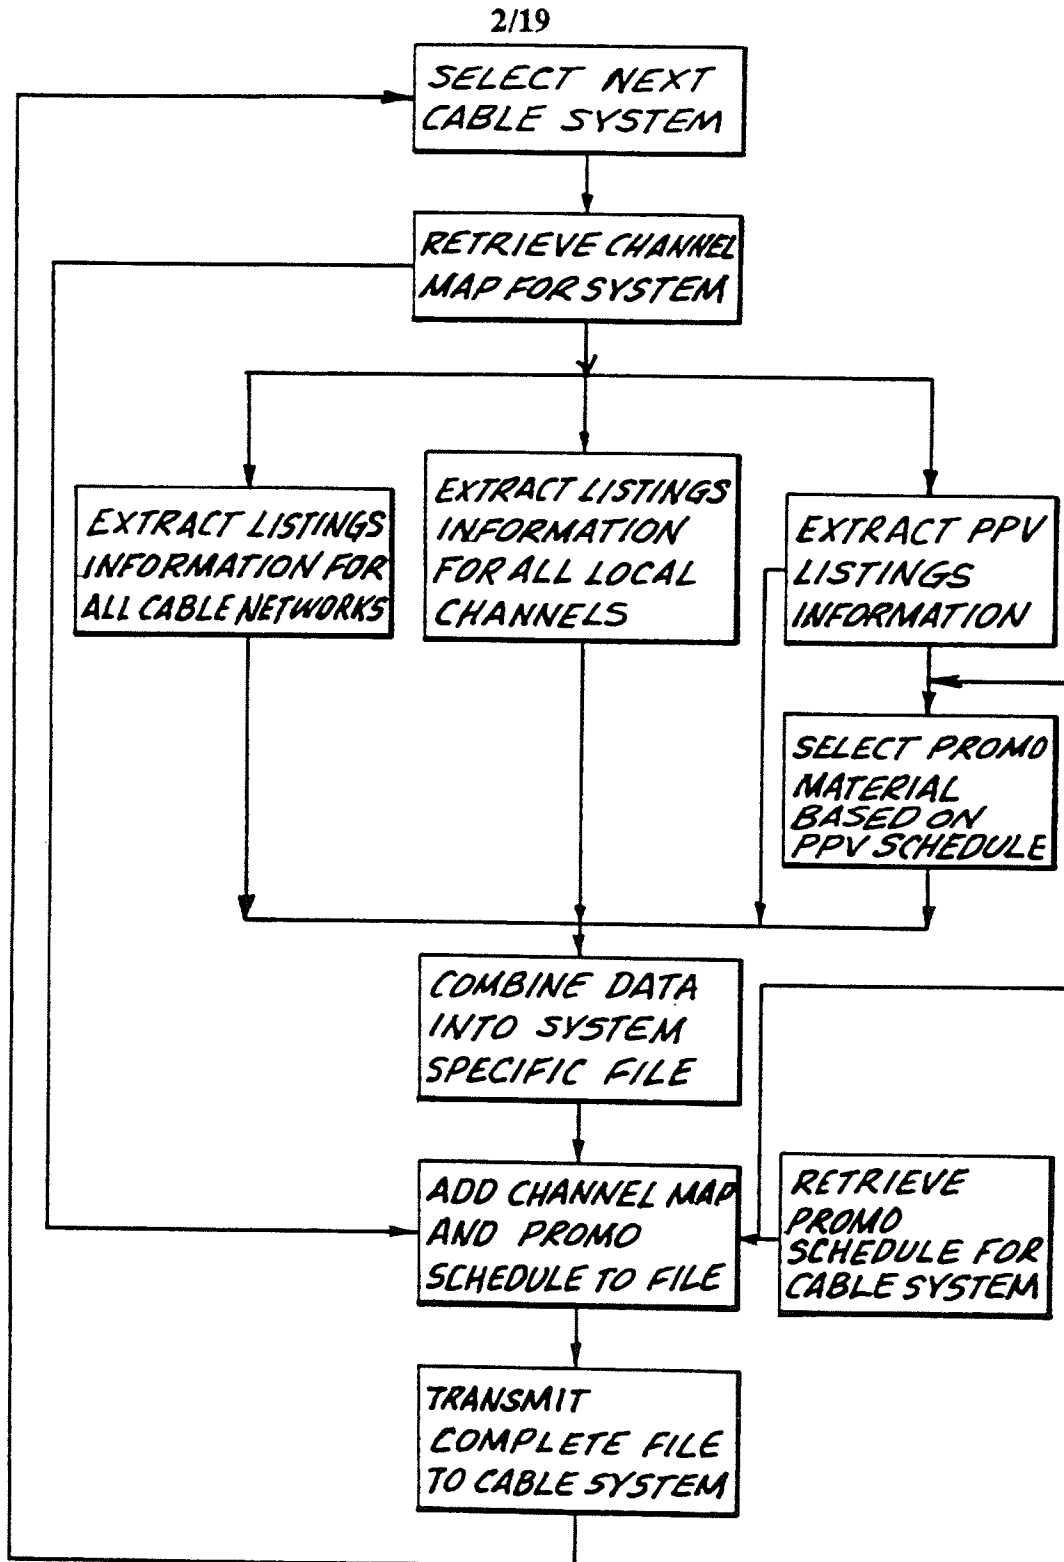 2/19
SELECT NEXT
CABLE SYSTEM
RETRIEVE CHANNEL
MAP FOR SYSTEM
EXTRACT LISTINGS
INFORMATION FOR
ALL CABLE NETWORKS
EXTRACT LISTINGS
INFORMATION
FOR ALL LOCAL
CHANNELS
EXTRACT PPV
LISTINGS
INFORMATION
SELECT PROMO
MATERIAL
BASED ON
PPV SCHEDULE
COMBINE DATA
INTO SYSTEM
SPECIFIC FILE
ADD CHANNEL MAP
AND PROMO
SCHEDULE TO FILE
RETRIEVE
PROMO
SCHEDULE FOR
CABLE SYSTEM
TRANSMIT
COMPLETE FILE
TO CABLE SYSTEM